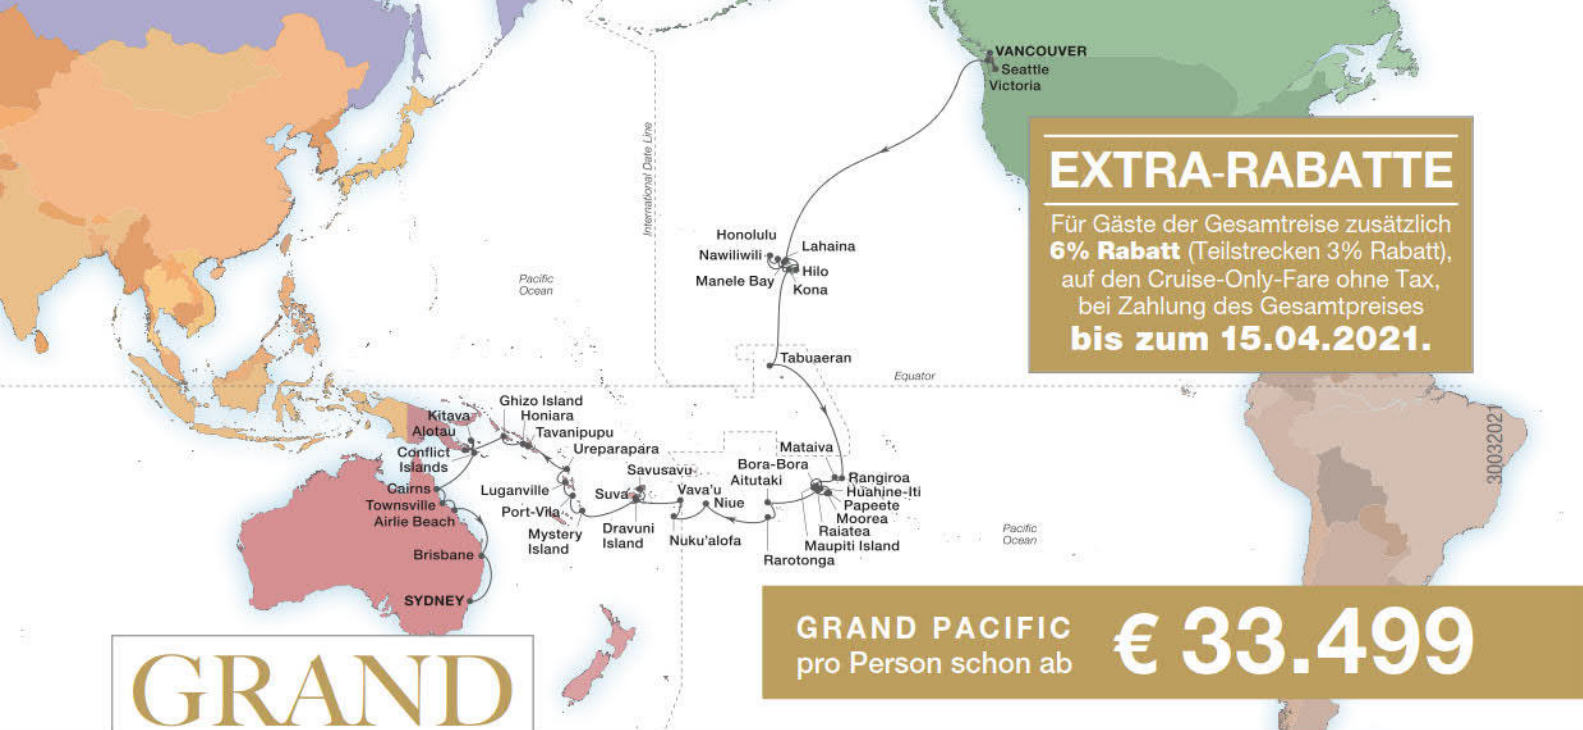 VANCOUVER
Seattle
Victoria
International Date Line
Honolulu
Lahaina
Nawiliwili
Hilo
Manele Bay
Kona
Pacific
Ocean
Tabuaeran
Equator
EXTRA-RABATTE
Für Gäste der Gesamtreise zusätzlich
6% Rabatt (Teilstrecken 3% Rabatt),
auf den Cruise-Only-Fare ohne Tax,
bei Zahlung des Gesamtpreises
bis zum 15.04.2021.
Ghizo Island
Kitava
Honiara
Alotau
Tavanipupu
Conflict
Islands
Ureparapara
Mataiva
Savusavu
Bora-Bora
Aitutaki
Rangiroa
Cairns
Luganville
Suva
Vava'u
Huahine-Iti
Townsville
Port-Vila
Niue
Papeete
Airlie Beach
Moorea
Mystery
Island
Dravuni
Island
Nuku'alofa
Raiatea
Maupiti Island
Rarotonga
Brisbane
SYDNEY
Pacific
Ocean
30032021
GRAND PACIFIC
pro Person schon ab
€ 33.499
GRAND